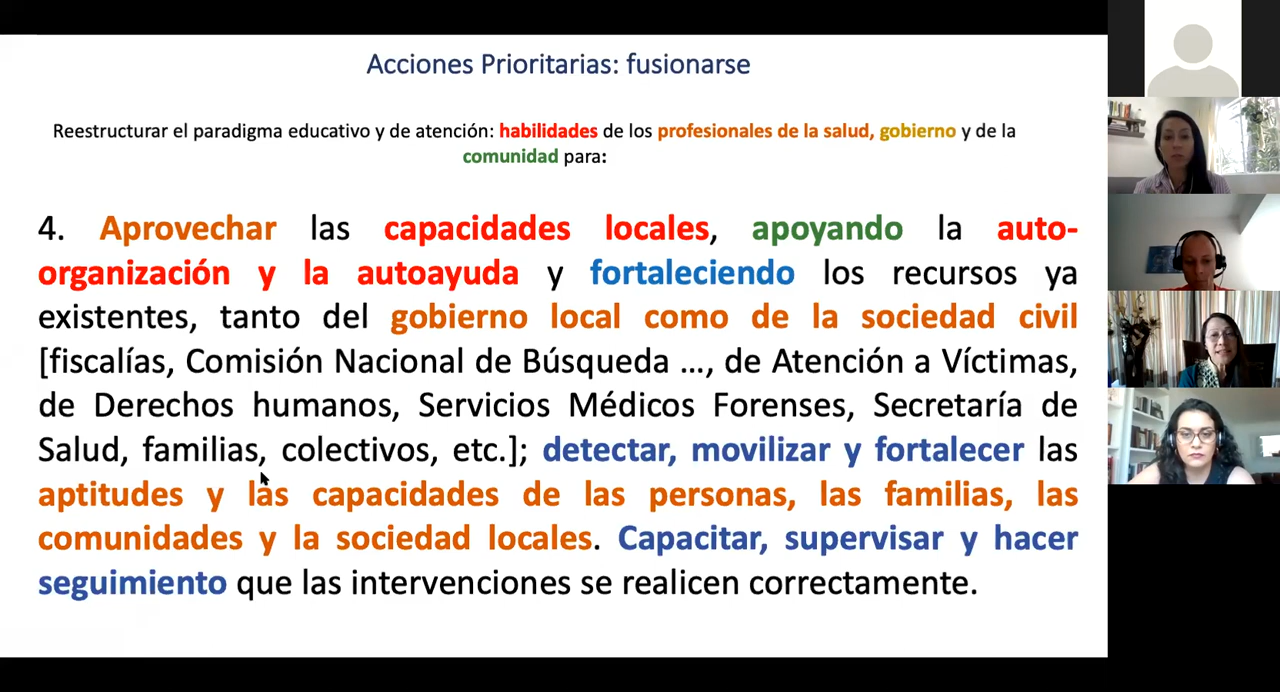 Acciones Prioritarias: fusionarse
Reestructurar el paradigma educativo y de atención: habilidades de los profesionales de la salud, gobierno y de la
comunidad para:
4. Aprovechar las capacidades locales, apoyando la auto-
organización y la autoayuda y fortaleciendo los recursos ya
existentes, tanto del gobierno local como de la sociedad civil
[fiscalías, Comisión Nacional de Búsqueda ..., de Atención a Víctimas,
de Derechos humanos, Servicios Médicos Forenses, Secretaría de
Salud, familias, colectivos, etc.]; detectar, movilizar y fortalecer las
aptitudes y las capacidades de las personas, las familias, las
comunidades y la sociedad locales. Capacitar, supervisar y hacer
seguimiento que las intervenciones se realicen correctamente.